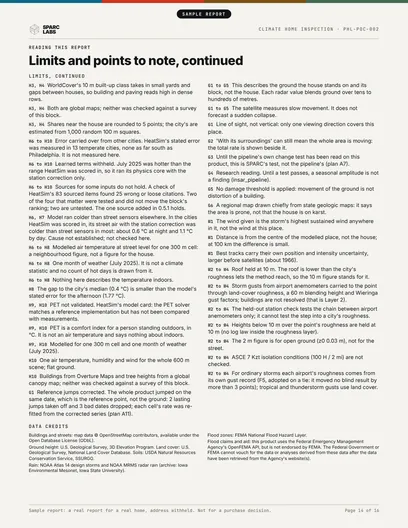 SAMPLE REPORT
SPARC
LABS
CLIMATE HOME INSPECTION · PHL-POC-002
READING THIS REPORT
Limits and points to note, continued
LIMITS, CONTINUED
H3, H4 WorldCover's 10 m built-up class takes in small yards and
gaps between houses, so building and paving reads high in dense
rows.
H3, H4 Both are global maps; neither was checked against a survey
of this block.
H3, H4 Shares near the house are rounded to 5 points; the city's are
estimated from 1,000 random 100 m squares.
H6 to H10 Error carried over from other cities. HeatSim's stated error
was measured in 13 temperate cities, none as far south as
Philadelphia. It is not measured here.
H6 to H10 Learned terms withheld. July 2025 was hotter than
the range HeatSim was scored in, so it ran its physics core with the
station correction only.
H6 to H10 Sources for some inputs do not hold. A check of
HeatSim's 83 sourced items found 25 wrong or loose citations. Two
of the four that matter were tested and did not move the block's
ranking; two are untested. The one source added in 0.5.1 holds.
H6, H7 Model ran colder than street sensors elsewhere. In the cities
HeatSim was scored in, its street air with the station correction was
colder than street sensors in most: about 0.6 °C at night and 1.1 °C
by day. Cause not established; not checked here.
H6 to H8 Modelled air temperature at street level for one 300 m cell:
a neighbourhood figure, not a figure for the house.
H6 to H8 One month of weather (July 2025). It is not a climate
statistic and no count of hot days is drawn from it.
H6 to H8 Nothing here describes the temperature indoors.
H8 The gap to the city's median (0.4 °C) is smaller than the model's
stated error for the afternoon (1.77 °C).
H9, H10 PET not validated. HeatSim's model card: the PET solver
matches a reference implementation but has not been compared
with measurements.
H9, H10 PET is a comfort index for a person standing outdoors, in
°C. It is not air temperature and says nothing about indoors.
H9, H10 Modelled for one 300 m cell and one month of weather
(July 2025).
H10 One air temperature, humidity and wind for the whole 600 m
scene; flat ground.
H10 Buildings from Overture Maps and tree heights from a global
canopy map; neither was checked against a survey of this block.
G1 Reference jumps corrected. The whole product jumped on the
same date, which is the reference point, not the ground: 2 lasting
jumps taken off and 3 bad dates dropped; each cell's rate was re-
fitted from the corrected series (plan A11).
G1 to G5 This describes the ground the house stands on and its
block, not the house. Each radar value blends ground over tens to
hundreds of metres.
G1 to G5 The satellite measures slow movement. It does not
forecast a sudden collapse.
G1 Line of sight, not vertical: only one viewing direction covers this
place.
G2 'With its surroundings' can still mean the whole area is moving:
the total rate is shown beside it.
G3 Until the pipeline's own change test has been read on this
product, this is SPARC's test, not the pipeline's (plan A7).
G4 Research reading. Until a test passes, a seasonal amplitude is not
a finding (insar_pipeline).
G5 No damage threshold is applied: movement of the ground is not
distortion of a building.
G6 A regional map drawn chiefly from state geologic maps: it says
the area is prone, not that the house is on karst.
W1 The wind given is the storm's highest sustained wind anywhere
in it, not the wind at this place.
W1 Distance is from the centre of the modelled place, not the house;
at 100 km the difference is small.
W1 Best tracks carry their own position and intensity uncertainty,
larger before satellites (about 1966).
W2 to W4 Roof held at 10 m. The roof is lower than the city's
roughness lets the method reach, so the 10 m figure stands for it.
W2 to W4 Storm gusts from airport anemometers carried to the point
through land-cover roughness, a 60 m blending height and Wieringa
gust factors; buildings are not resolved (that is Layer 2).
W2 to W4 The held-out station check tests the chain between airport
anemometers only; it cannot test the step into a city's roughness.
W2 to W4 Heights below 10 m over the point's roughness are held at
10 m (no log law inside the roughness layer).
W2 to W4 The 2 m figure is for open ground (z0 0.03 m), not for the
street.
W2 to W4 ASCE 7 Kzt isolation conditions (100 H / 2 mi) are not
checked.
W2 to W4 For ordinary storms each airport's roughness comes from
its own gust record (F5, adopted on a tie; it moved no blind result by
more than 3 points); tropical and thunderstorm gusts use land cover.
DATA CREDITS
Buildings and streets: map data © OpenStreetMap contributors, available under the
Open Database License (ODbL).
Ground height: U.S. Geological Survey, 3D Elevation Program. Land cover: U.S.
Geological Survey, National Land Cover Database. Soils: USDA Natural Resources
Conservation Service, SSURGO.
Rain: NOAA Atlas 14 design storms and NOAA MRMS radar rain (archive: Iowa
Environmental Mesonet, Iowa State University).
Flood zones: FEMA National Flood Hazard Layer.
Flood claims and aid: this product uses the Federal Emergency Management
Agency's OpenFEMA API, but is not endorsed by FEMA. The Federal Government or
FEMA cannot vouch for the data or analyses derived from these data after the data
have been retrieved from the Agency's website(s).
Sample report: a real report for a real home, address withheld. Not for a purchase decision.
Page 16 of 16